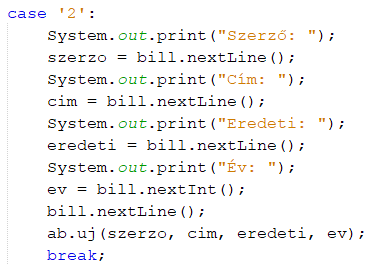 case '2':
System.out.print("Szerző: ");
szerzo = bill.nextLine();
System.out.print("Cím: ");
cim = bill.nextLine();
System.out.print("Eredeti: ");
eredeti = bill.nextLine();
System.out.print("Év: ");
ev = bill.nextInt();
bill.nextLine();
ab.uj(szerzo, cim, eredeti, ev);
break;